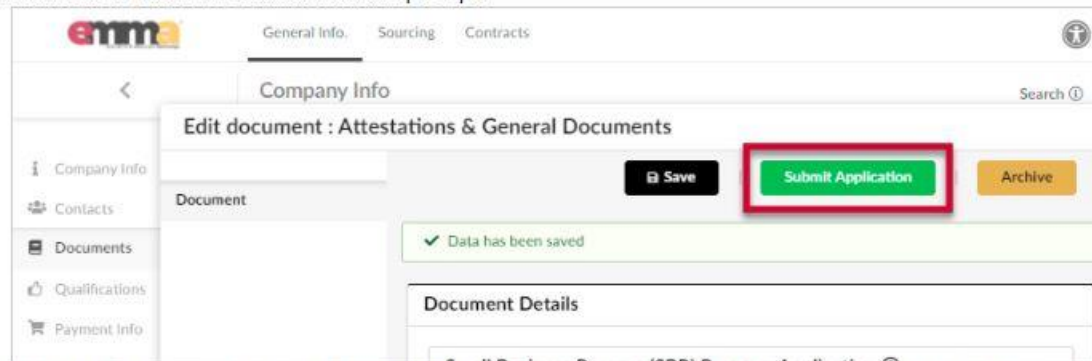 emma
General Info. Sourcing Contracts
Company Info
Search
Edit document : Attestations & General Documents
Save Submit Application Archive
Company Info
Contacts
Document
Documents
Data has been saved
Qualifications
Document Details
Payment Info